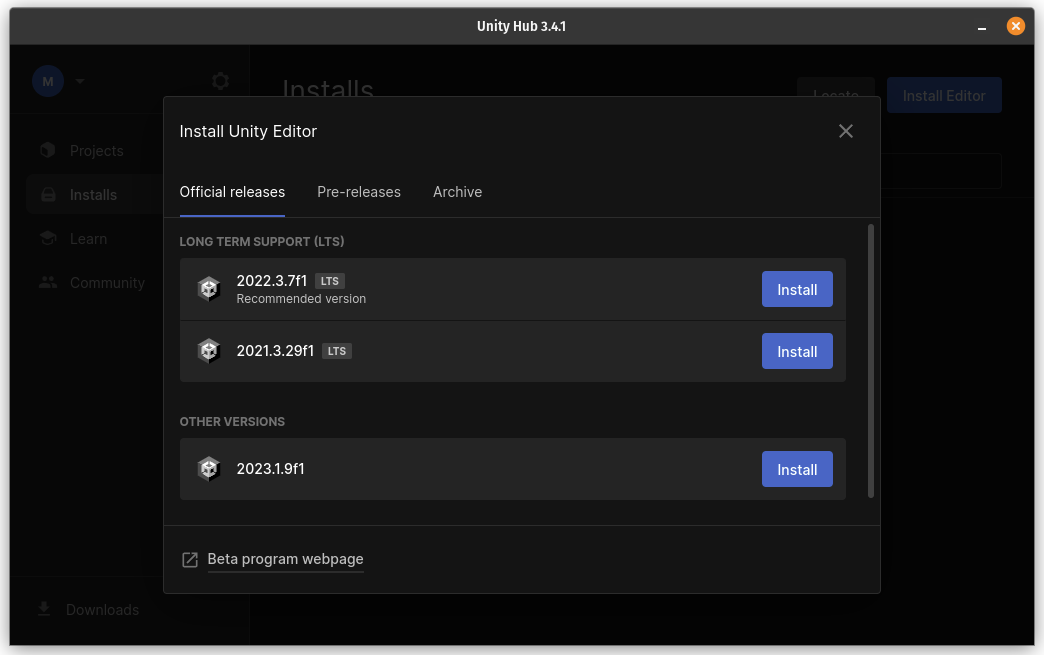 Unity Hub 3.4.1
M
Installs
Locate
Install Editor
Projects
Installs
Learn
Community
Downloads
Install Unity Editor
Official releases
Pre-releases
Archive
LONG TERM SUPPORT (LTS)
2022.3.7f1 LTS
Recommended version
Install
2021.3.29f1 LTS
Install
OTHER VERSIONS
2023.1.9f1
Install
Beta program webpage